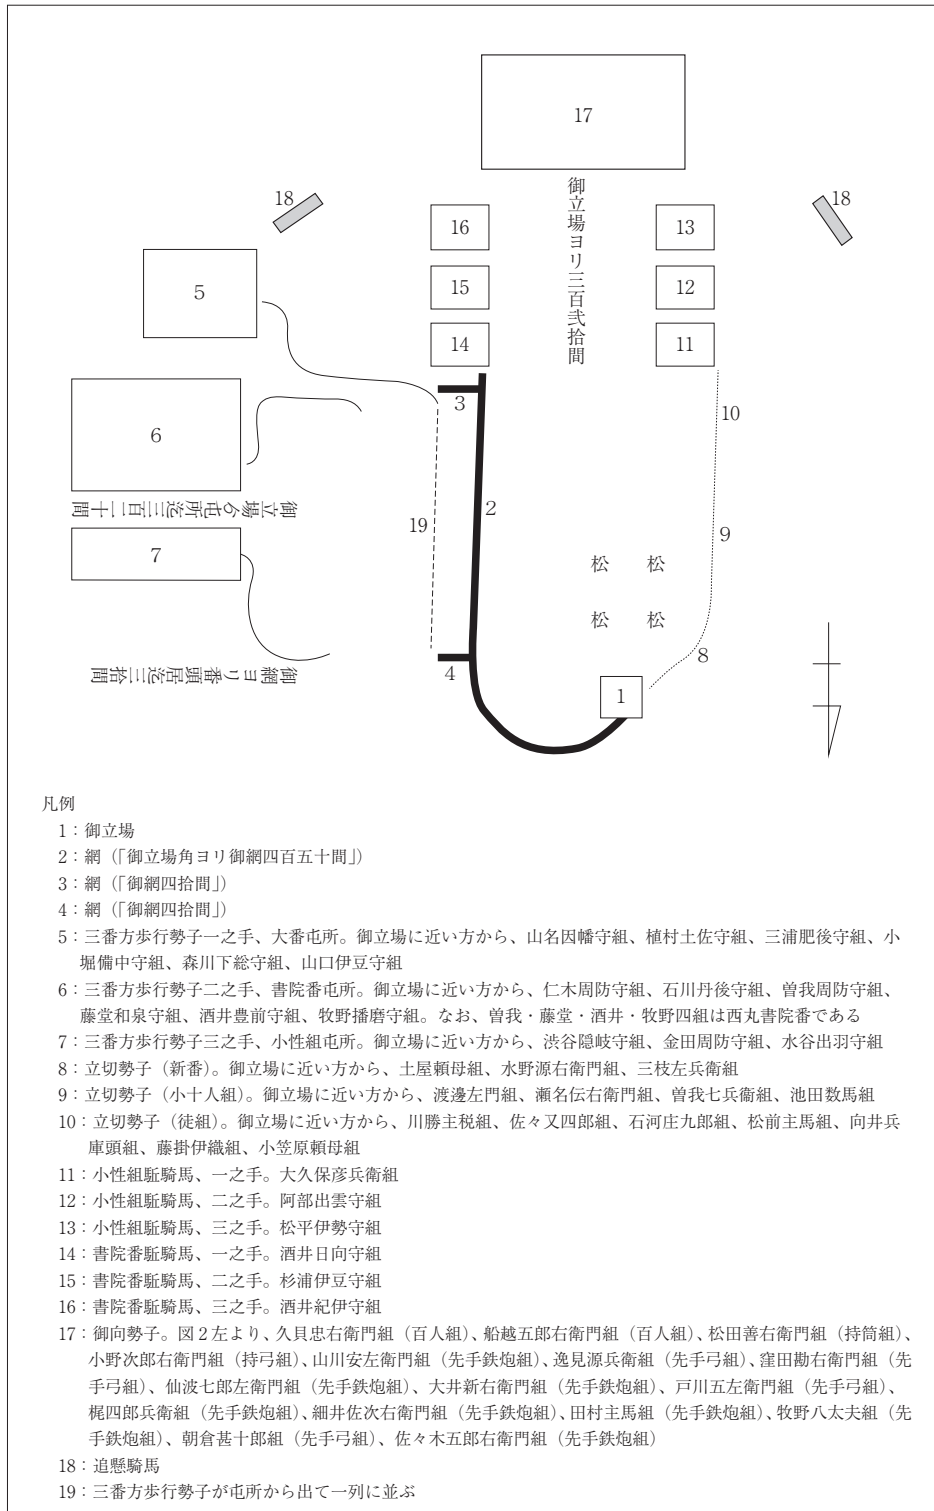 17
御立場ヨリ三百弐拾間
18
18
16
13
5
15
12
14
11
3
10
6
2
御立場ゟ屯所迄三百二十間
19
9
7
松 松
松 松
8
御網ヨリ番頭居迄三拾間
4
1
凡例
1：御立場
2：網（「御立場角ヨリ御網四百五十間」）
3：網（「御網四拾間」）
4：網（「御網四拾間」）
5：三番方歩行勢子一之手、大番屯所。御立場に近い方から、山名因幡守組、植村土佐守組、三浦肥後守組、小
堀備中守組、森川下総守組、山口伊豆守組
6：三番方歩行勢子二之手、書院番屯所。御立場に近い方から、仁木周防守組、石川丹後守組、曽我周防守組、
藤堂和泉守組、酒井豊前守組、牧野播磨守組。なお、曽我・藤堂・酒井・牧野四組は西丸書院番である
7：三番方歩行勢子三之手、小性組屯所。御立場に近い方から、渋谷隠岐守組、金田周防守組、水谷出羽守組
8：立切勢子（新番）。御立場に近い方から、土屋頼母組、水野源右衛門組、三枝左兵衛組
9：立切勢子（小十人組）。御立場に近い方から、渡邊左門組、瀬名伝右衛門組、曽我七兵衞組、池田数馬組
10：立切勢子（徒組）。御立場に近い方から、川勝主税組、佐々又四郎組、石河庄九郎組、松前主馬組、向井兵
庫頭組、藤掛伊織組、小笠原頼母組
11：小性組駈騎馬、一之手。大久保彦兵衛組
12：小性組駈騎馬、二之手。阿部出雲守組
13：小性組駈騎馬、三之手。松平伊勢守組
14：書院番駈騎馬、一之手。酒井日向守組
15：書院番駈騎馬、二之手。杉浦伊豆守組
16：書院番駈騎馬、三之手。酒井紀伊守組
17：御向勢子。図２左より、久貝忠右衛門組（百人組）、船越五郎右衛門組（百人組）、松田善右衛門組（持筒組）、
小野次郎右衛門組（持弓組）、山川安左衛門組（先手鉄炮組）、逸見源兵衛組（先手弓組）、窪田勘右衛門組（先
手弓組）、仙波七郎左衛門組（先手鉄炮組）、大井新右衛門組（先手鉄炮組）、戸川五左衛門組（先手弓組）、
梶四郎兵衛組（先手鉄炮組）、細井佐次右衛門組（先手鉄炮組）、田村主馬組（先手鉄炮組）、牧野八太夫組（先
手鉄炮組）、朝倉甚十郎組（先手弓組）、佐々木五郎右衛門組（先手鉄炮組）
18：追懸騎馬
19：三番方歩行勢子が屯所から出て一列に並ぶ